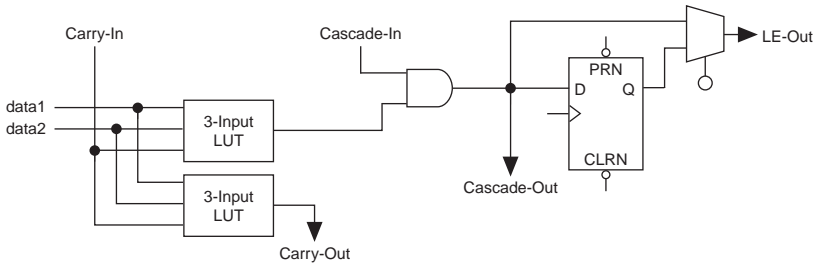 Carry-In
Cascade-In
LE-Out
PRN
data1
D
Q
data2
3-Input
LUT
CLRN
Cascade-Out
3-Input
LUT
Carry-Out